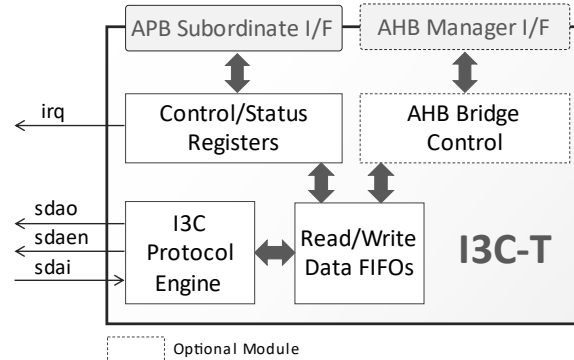 APB Subordinate I/F
AHB Manager I/F
irq
Control/Status
Registers
AHB Bridge
Control
sdao
sdaen
sdai
I3C
Protocol
Engine
Read/Write
Data FIFOs
I3C-T
Optional Module